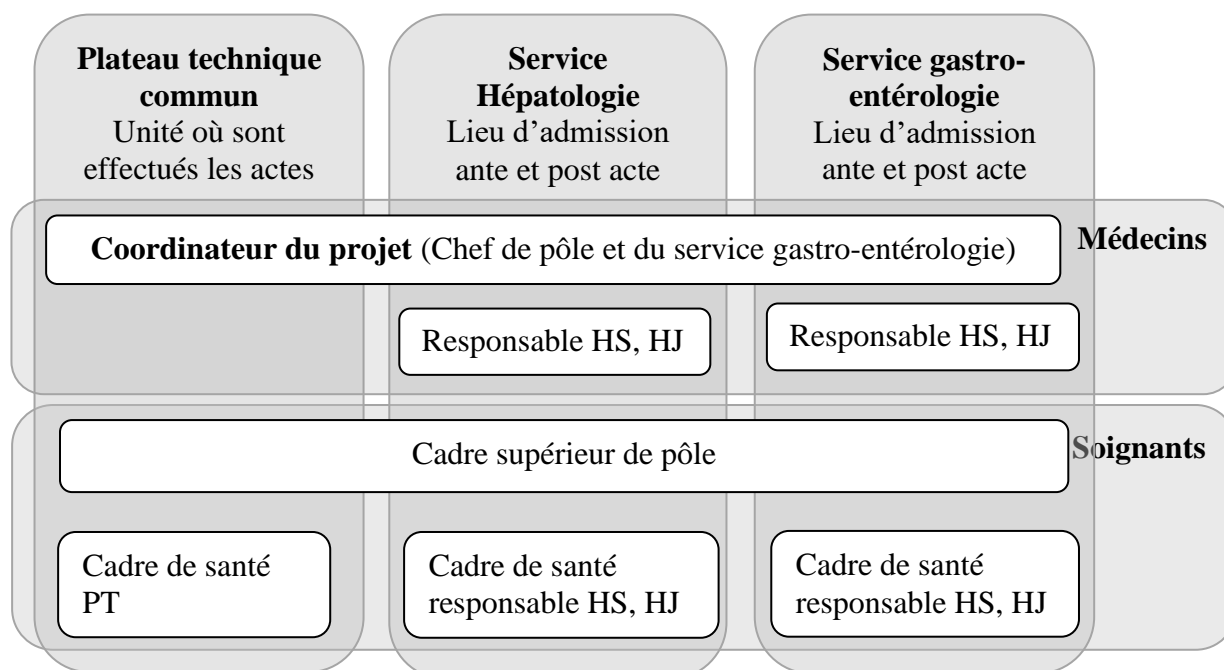 Plateau technique
commun
Unité où sont
effectués les actes
Service
Hépatologie
Lieu d’admission
ante et post acte
Service gastro-
entérologie
Lieu d’admission
ante et post acte
Médecins
Coordinateur du projet (Chef de pôle et du service gastro-entérologie)
Responsable HS, HJ
Responsable HS, HJ
Soignants
Cadre supérieur de pôle
Cadre de santé
PT
Cadre de santé
responsable HS, HJ
Cadre de santé
responsable HS, HJ